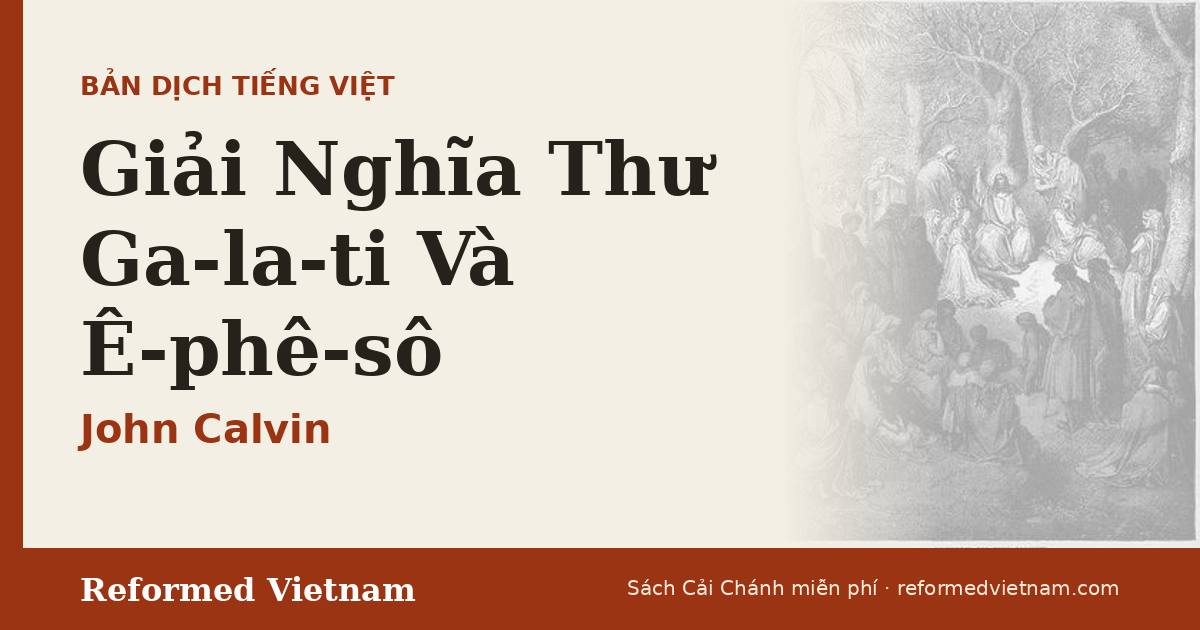 BẢN DỊCH TIẾNG VIỆT
Giải Nghĩa Thư
Ga-la-ti Và
Ê-phê-sô
John Calvin
Reformed Vietnam
Sách Cải Chánh miễn phí · reformedvietnam.com